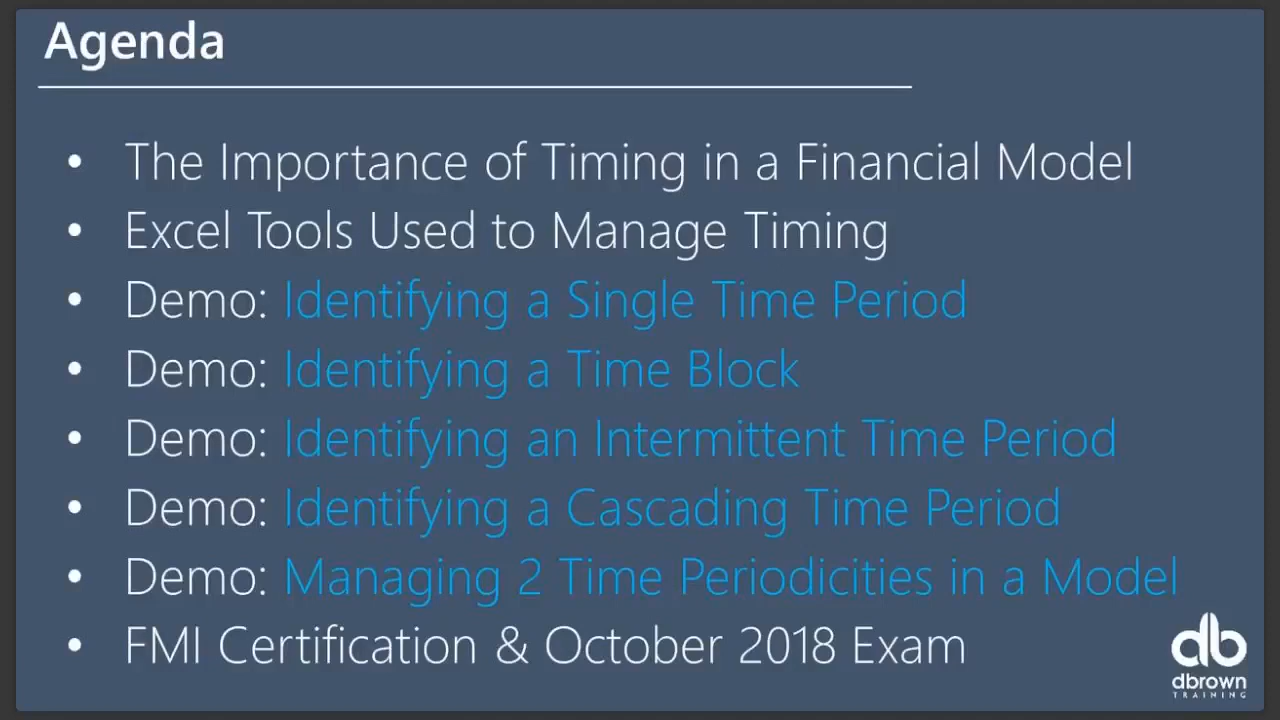 Agenda
• The Importance of Timing in a Financial Model
• Excel Tools Used to Manage Timing
• Demo: Identifying a Single Time Period
• Demo: Identifying a Time Block
• Demo: Identifying an Intermittent Time Period
• Demo: Identifying a Cascading Time Period
• Demo: Managing 2 Time Periodicities in a Model
• FMI Certification & October 2018 Exam
db
dbrown
TRAINING